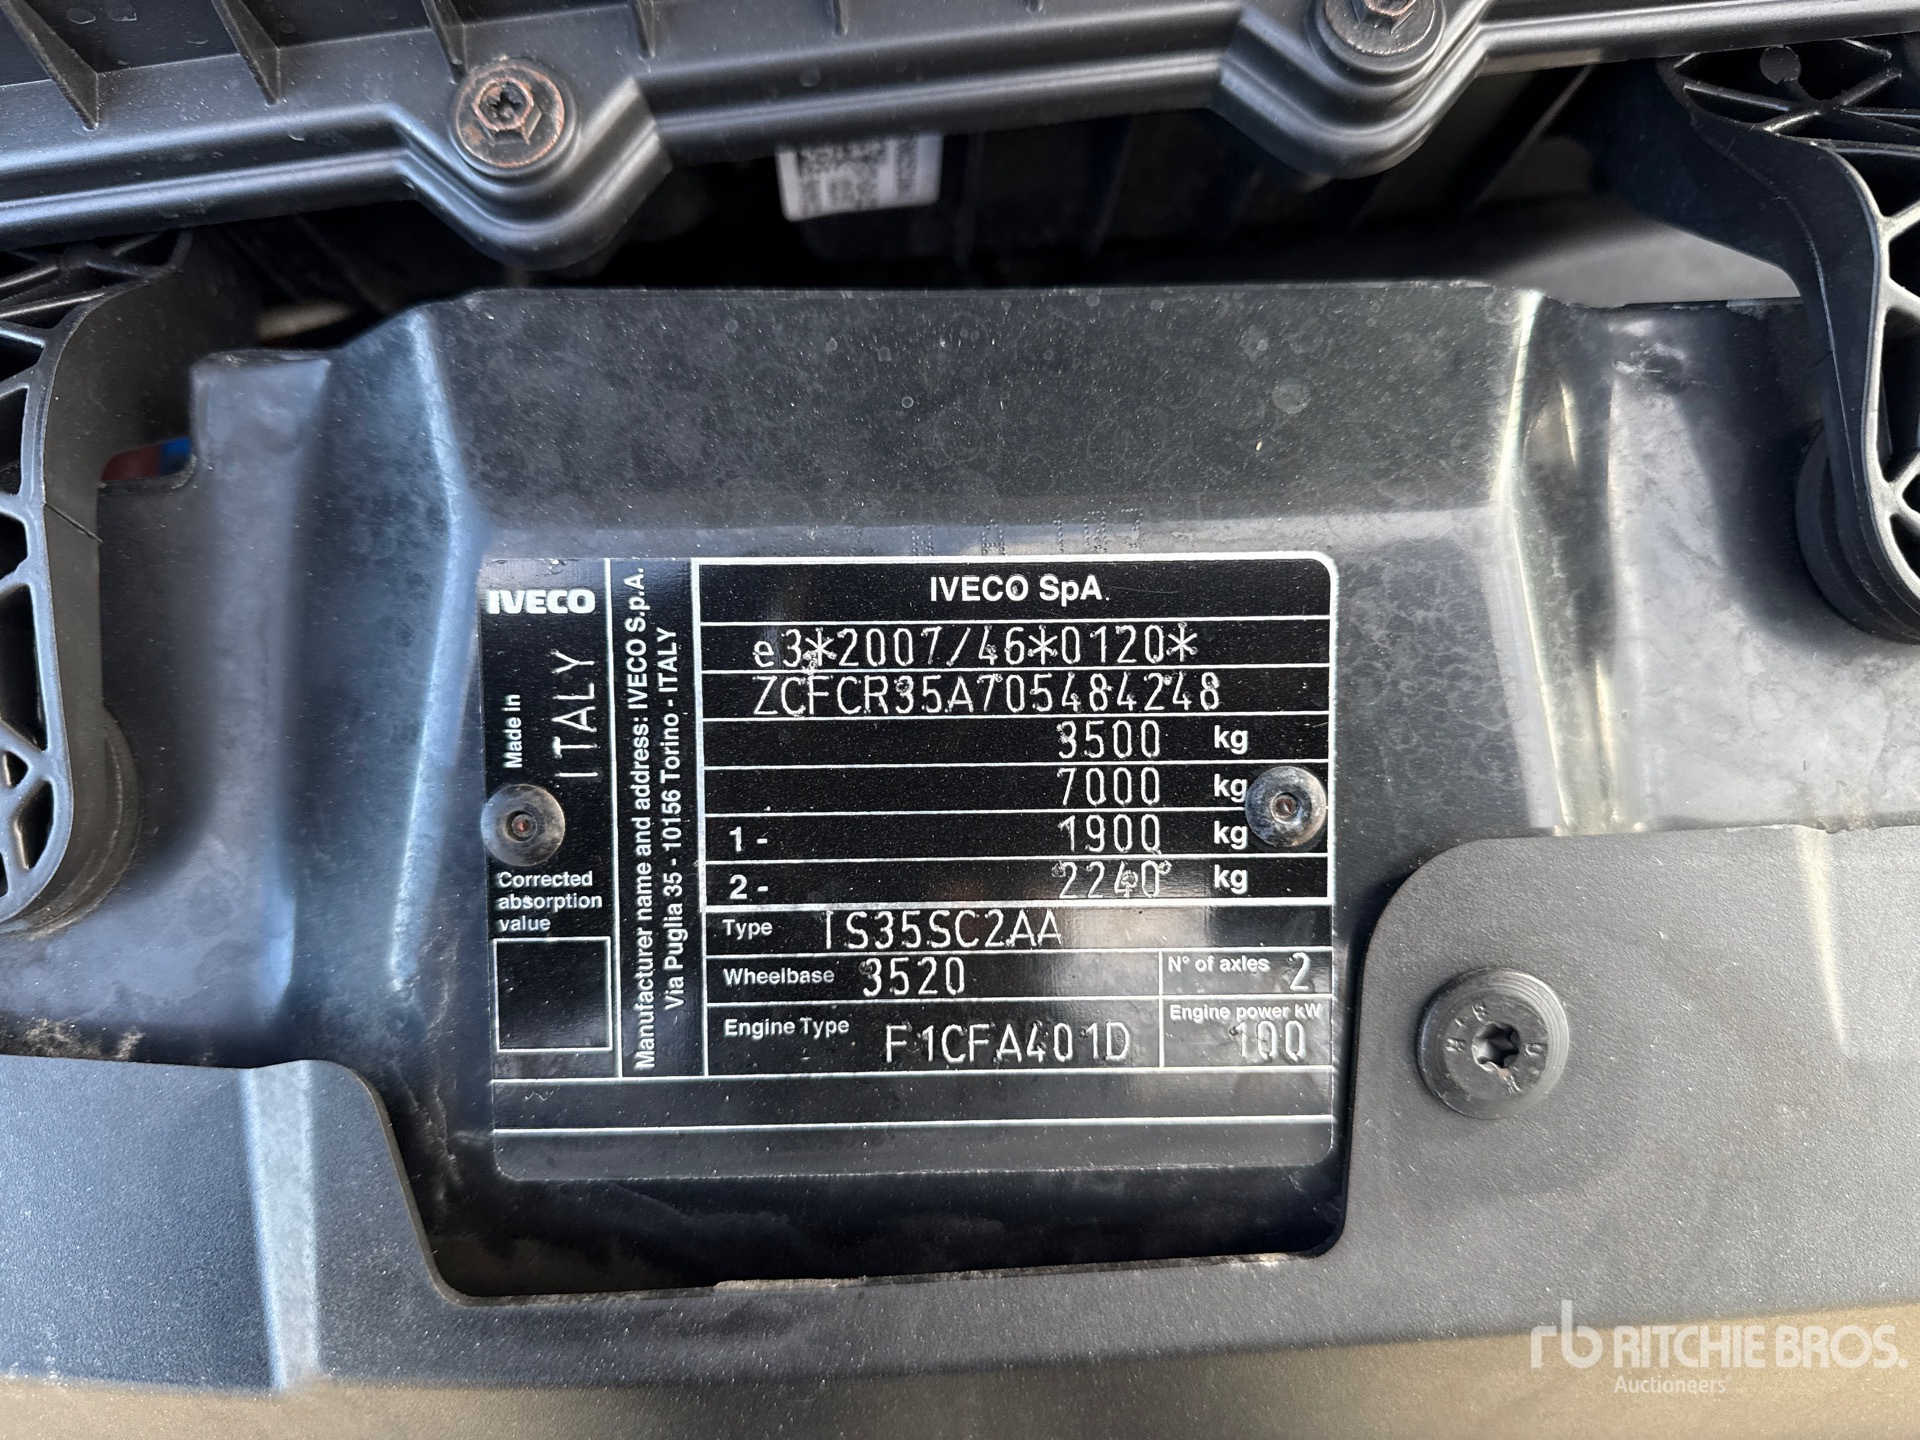 IVECO
Made in
ITALY
Corrected
absorption
value
Manufacturer name and address: IVECO S.p.A.
Via Puglia 35 - 10156 Torino - ITALY
IVECO SpA.
e3*2007/46*0120*
ZCFCR35A705484248
3500 kg
7000 kg
1 - 1900 kg
2 - 2240 kg
Type IS35SC2AA
Wheelbase 3520 N° of axles 2
Engine Type F1CFA401D Engine power kW 100
rb RITCHIE BROS.
Auctioneers